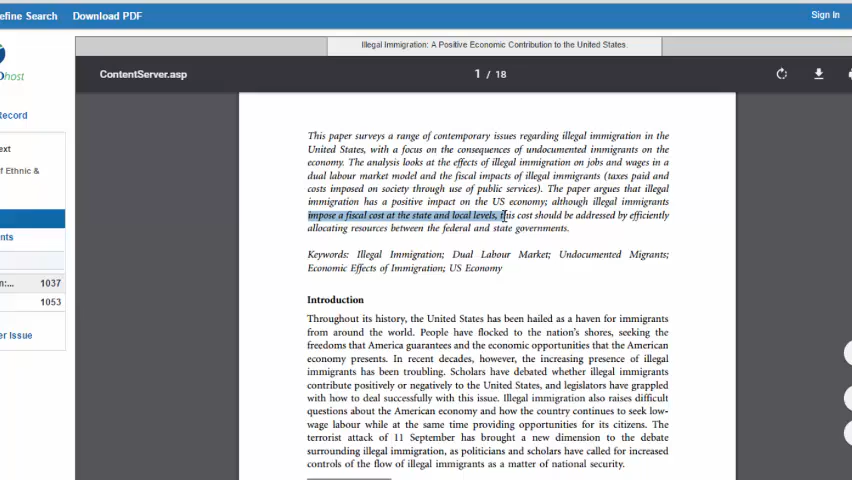 efine Search Download PDF Sign In
Illegal Immigration: A Positive Economic Contribution to the United States.
ContentServer.asp 1 / 18
host
Record
ext
f Ethnic &
nts
n:... 1037
1053
er Issue
This paper surveys a range of contemporary issues regarding illegal immigration in the
United States, with a focus on the consequences of undocumented immigrants on the
economy. The analysis looks at the effects of illegal immigration on jobs and wages in a
dual labour market model and the fiscal impacts of illegal immigrants (taxes paid and
costs imposed on society through use of public services). The paper argues that illegal
immigration has a positive impact on the US economy; although illegal immigrants
impose a fiscal cost at the state and local levels, this cost should be addressed by efficiently
allocating resources between the federal and state governments.
Keywords: Illegal Immigration; Dual Labour Market; Undocumented Migrants;
Economic Effects of Immigration; US Economy
Introduction
Throughout its history, the United States has been hailed as a haven for immigrants
from around the world. People have flocked to the nation's shores, seeking the
freedoms that America guarantees and the economic opportunities that the American
economy presents. In recent decades, however, the increasing presence of illegal
immigrants has been troubling. Scholars have debated whether illegal immigrants
contribute positively or negatively to the United States, and legislators have grappled
with how to deal successfully with this issue. Illegal immigration also raises difficult
questions about the American economy and how the country continues to seek low-
wage labour while at the same time providing opportunities for its citizens. The
terrorist attack of 11 September has brought a new dimension to the debate
surrounding illegal immigration, as politicians and scholars have called for increased
controls of the flow of illegal immigrants as a matter of national security.